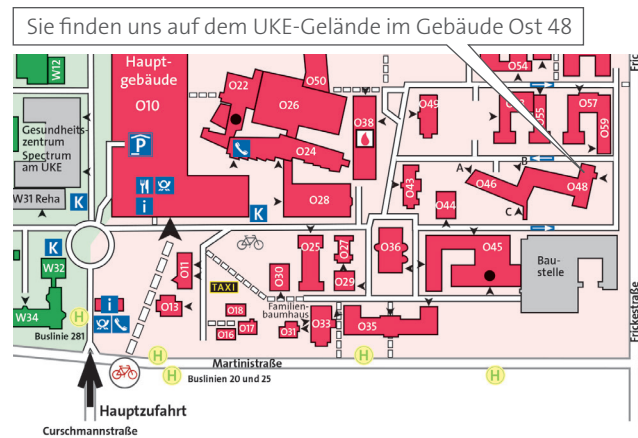 Sie finden uns auf dem UKE-Gelände im Gebäude Ost 48
W12
Haupt-
gebäude
O10
O22
O50
O26
O38
O49
O54
O55
O57
O59
Gesundheits-
zentrum
Spectrum
am UKE
P
O24
O28
O43
O44
A
B
C
O46
O48
W31 Reha
K
i
K
K
W32
W34
H
Buslinie 281
i
O11
O13
TAXI
O18
O16
O17
O30
O25
O27
O29
Familien-
baumhaus
O31
O33
O35
O36
O45
Bau-
stelle
Frickestraße
H
H
H
H
Martinistraße
Buslinien 20 und 25
Hauptzufahrt
Curschmannstraße